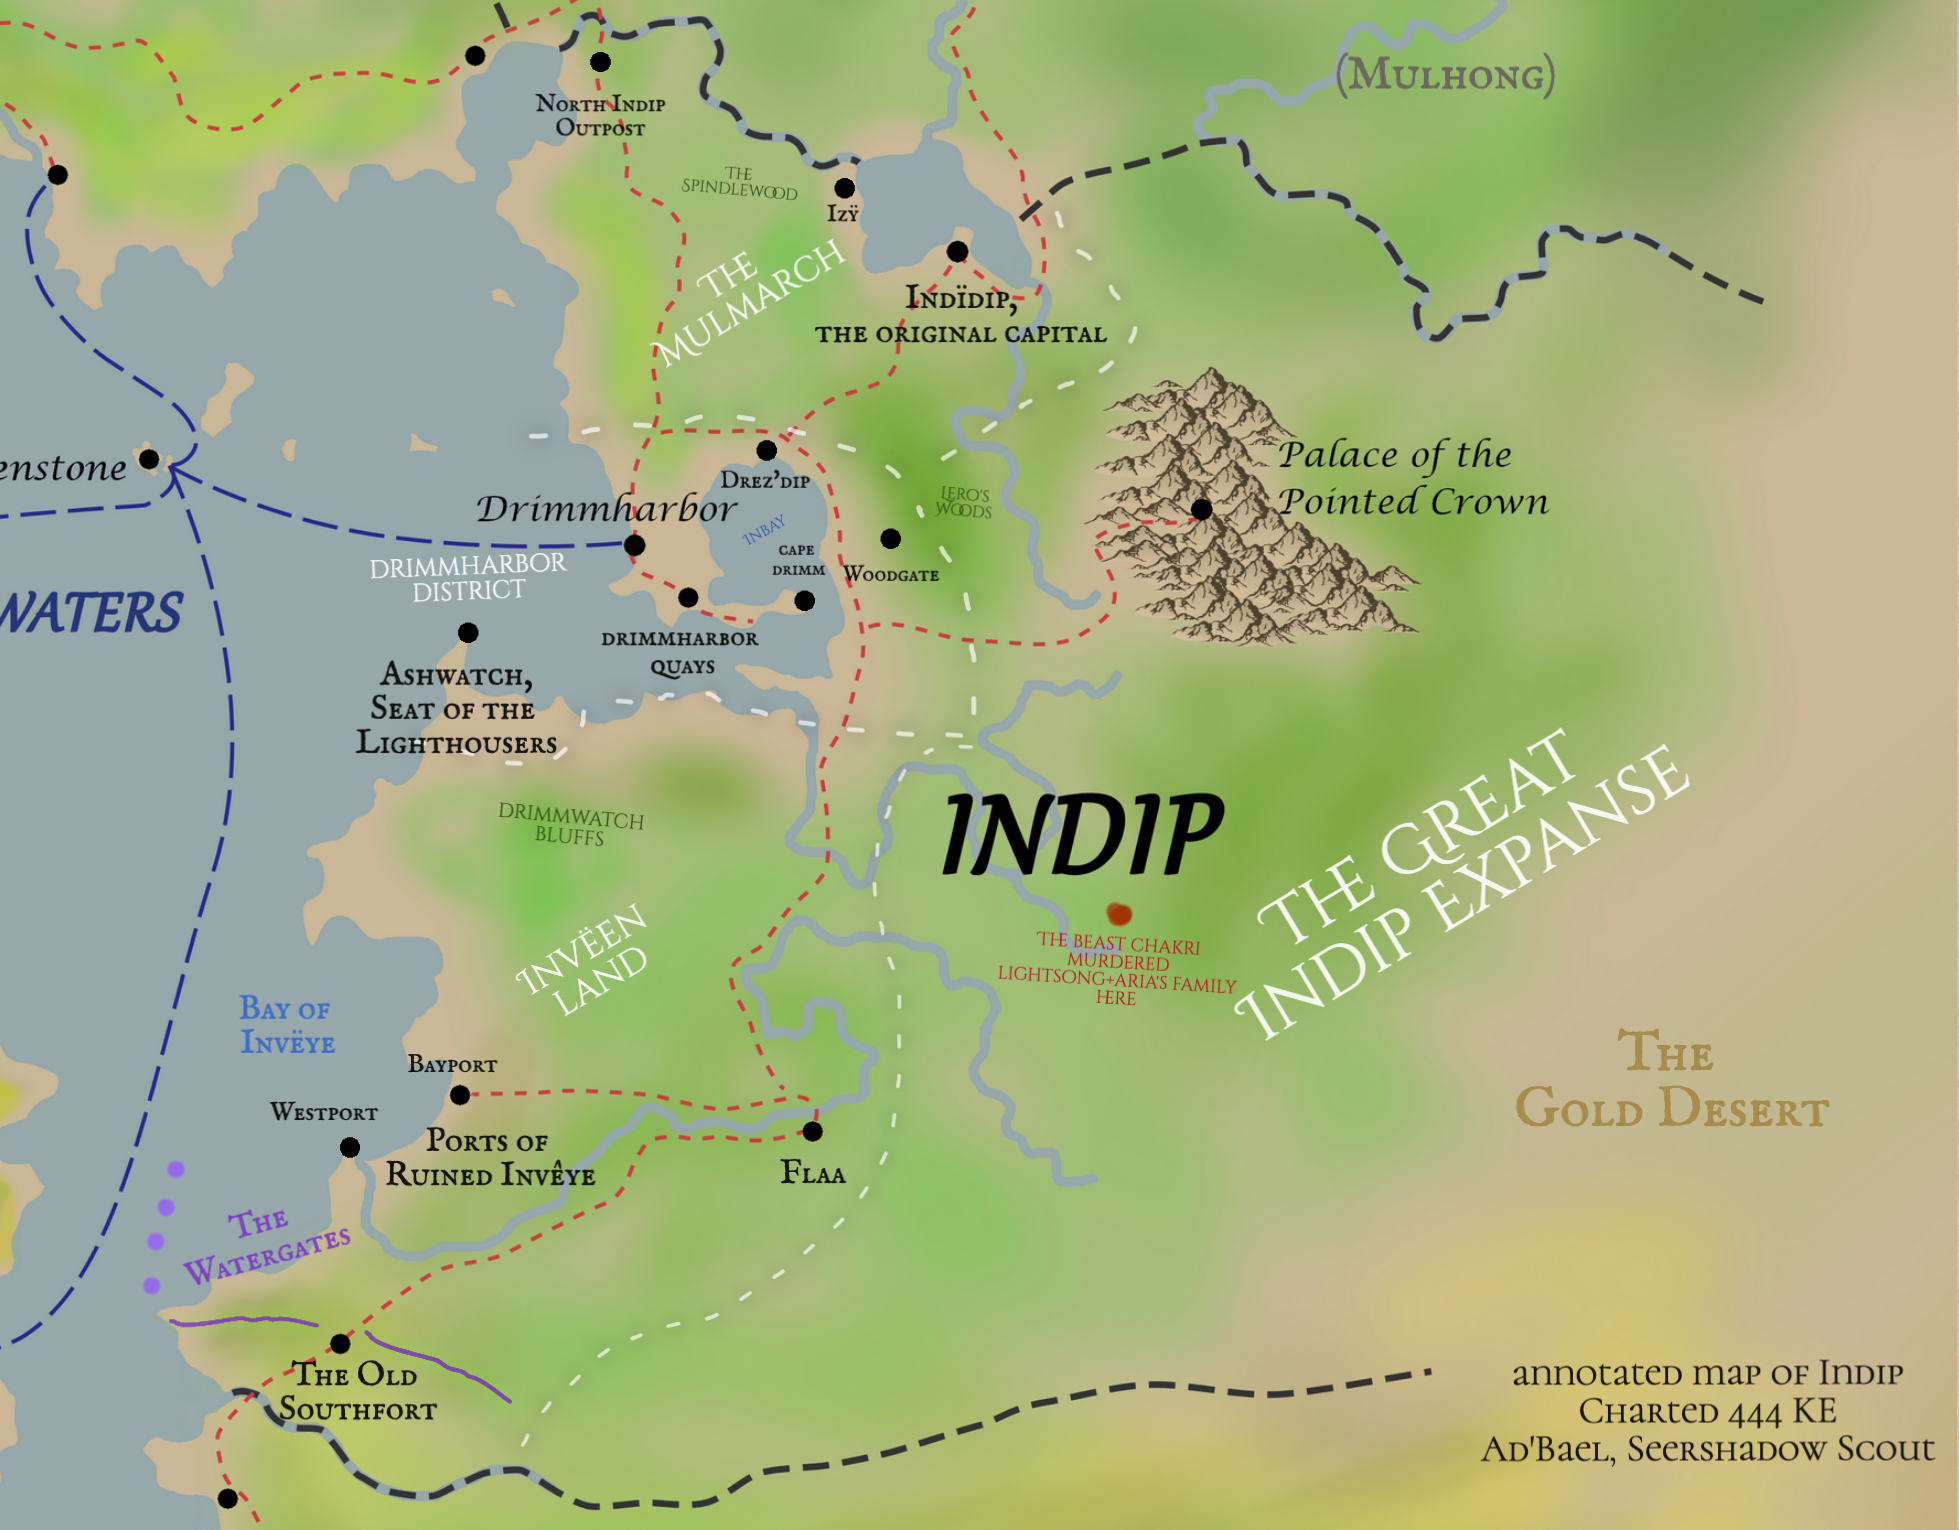 (Mulhong)
North Indip
Outpost
The
Spindlewood
Izÿ
The
Mulmarch
Indïdip,
the original capital
Palace of the
Pointed Crown
enstone
Drez'dip
Drimmharbor
Inbay
Lero's
Woods
Cape
Drimm
Woodgate
Drimmharbor
District
WATERS
Drimmharbor
Quays
Ashwatch,
Seat of the
Lighthousers
INDIP
The Great
Indip Expanse
Drimmwatch
Bluffs
The Beast Chakri
murdered
Lightsong+Aria's family
here
Invëen
Land
Bay of
Invëye
The
Gold Desert
Bayport
Westport
Ports of
Ruined Invêye
Flaa
The
Watergates
The Old
Southfort
annotated map of Indip
Charted 444 KE
Ad'Bael, Seershadow Scout